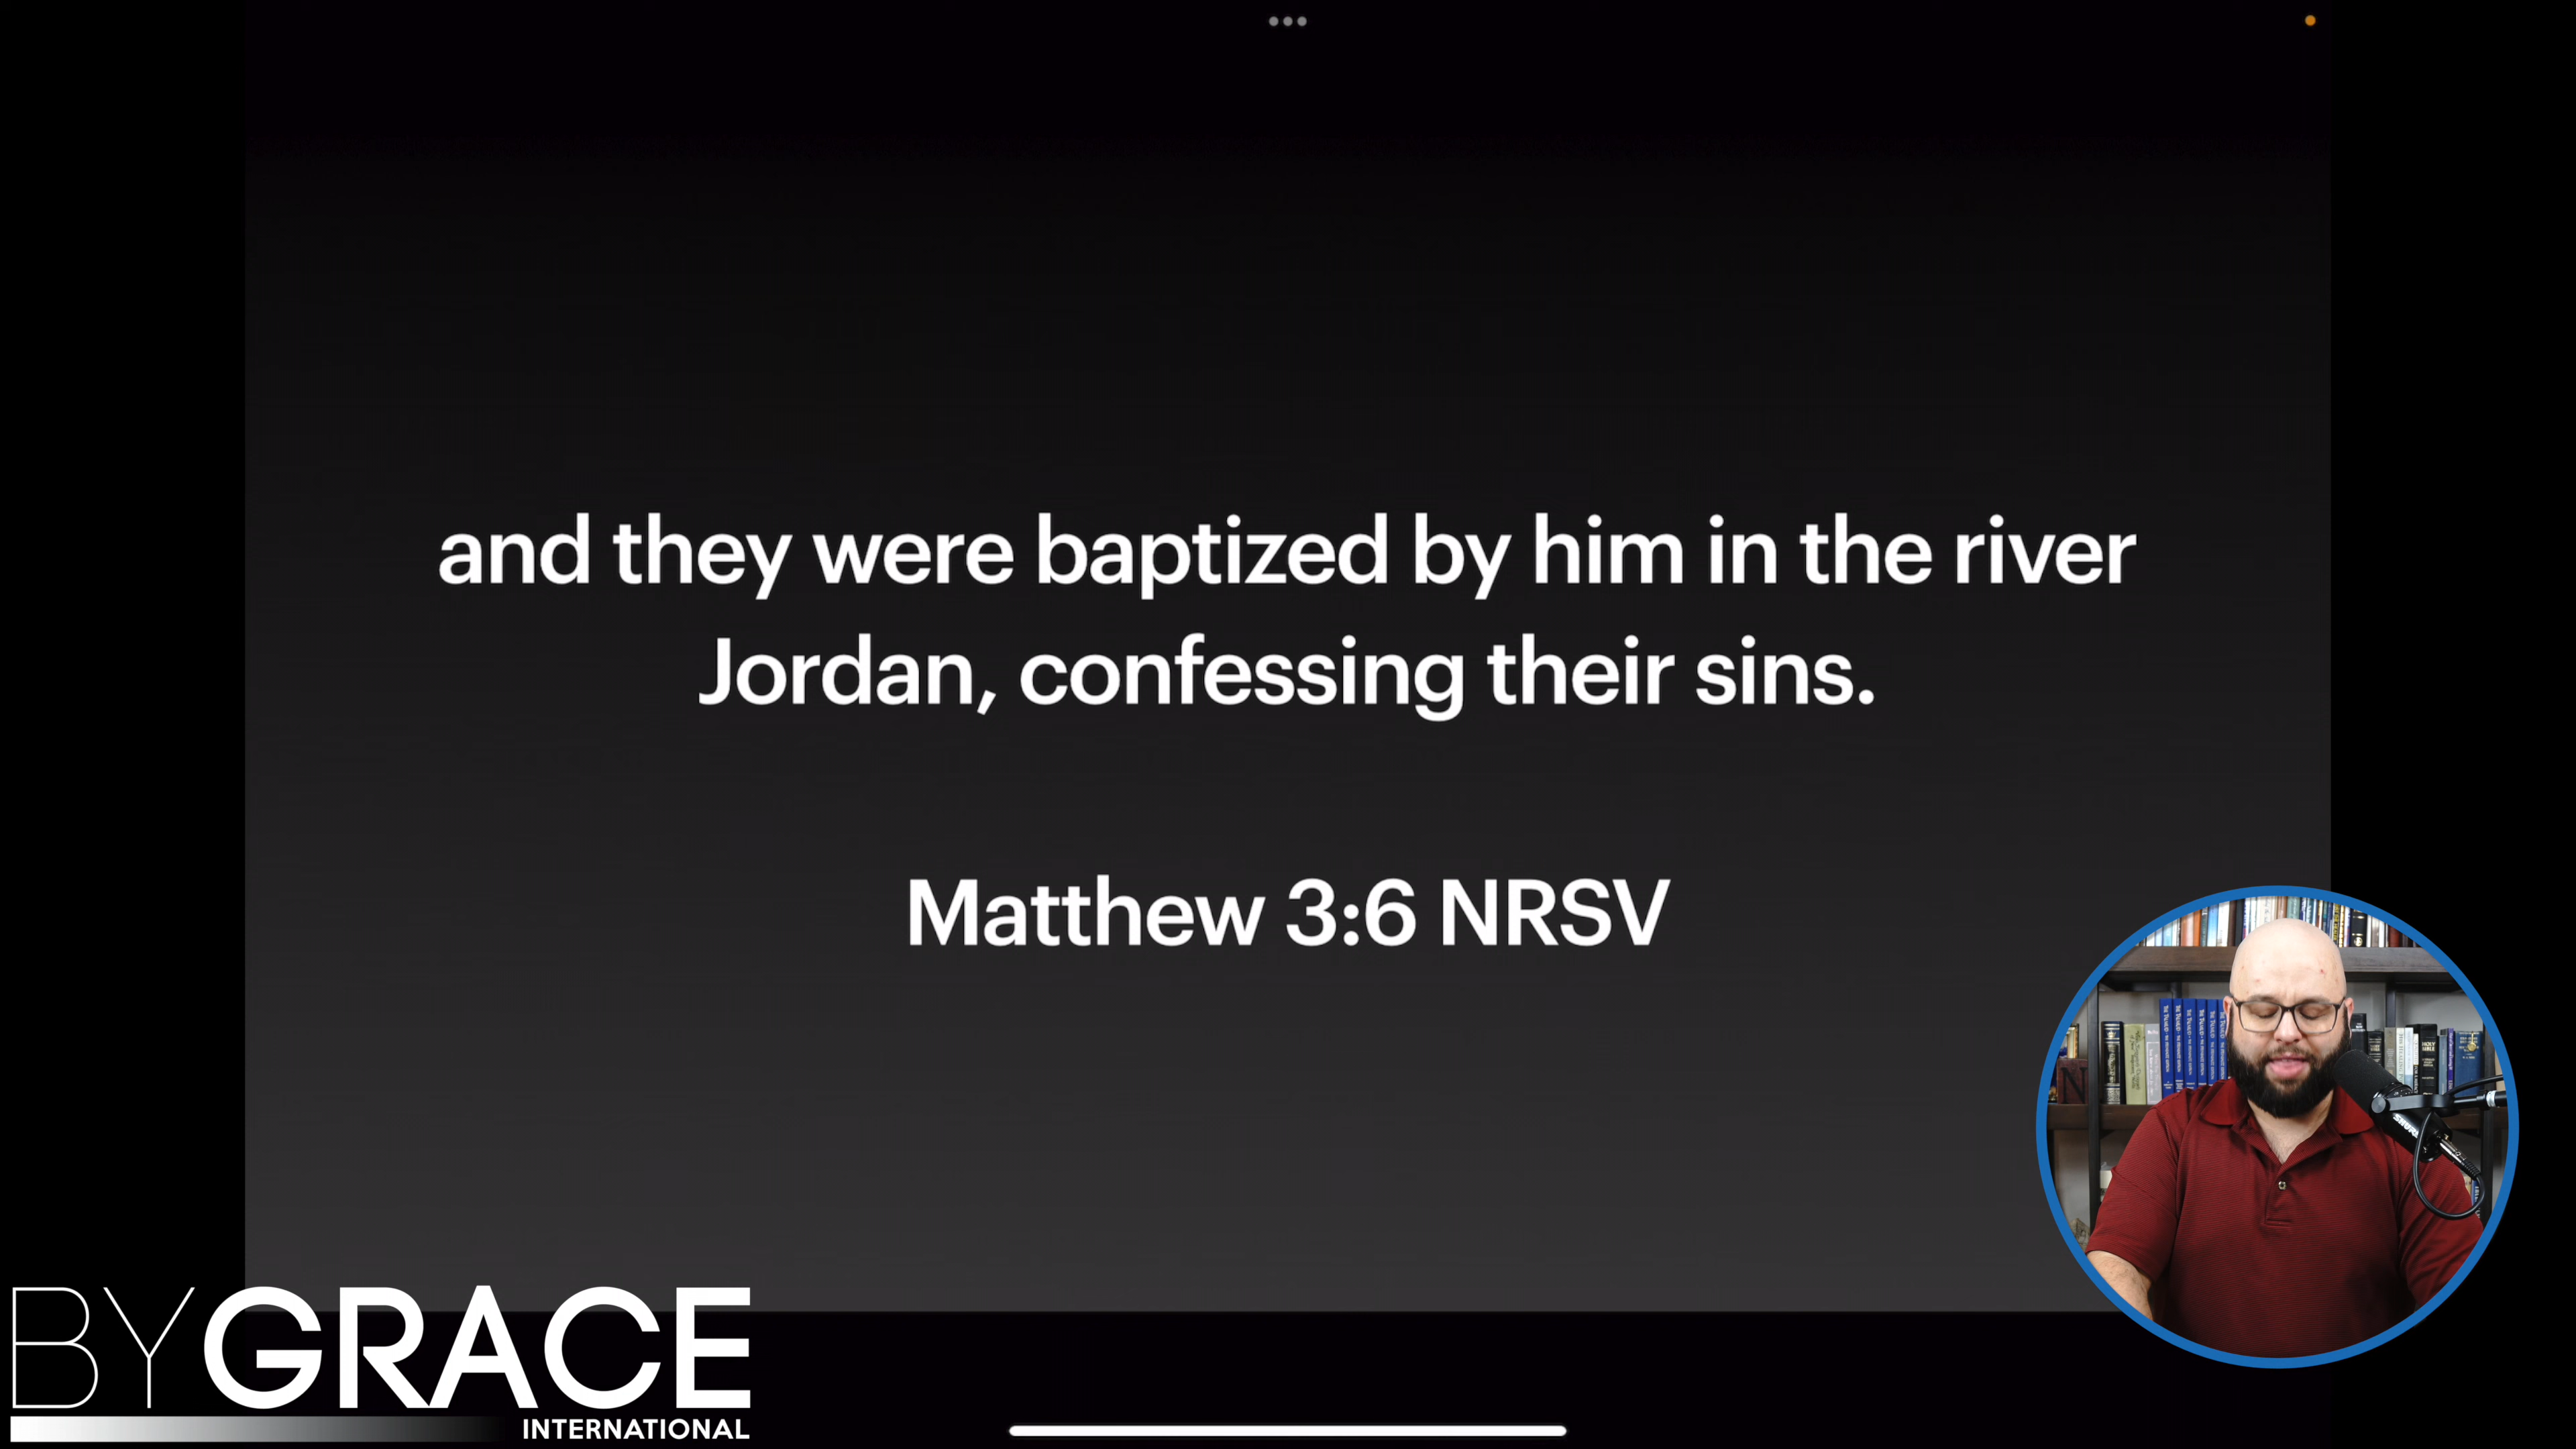 and they were baptized by him in the river
Jordan, confessing their sins.
Matthew 3:6 NRSV
BYGRACE
INTERNATIONAL
SHURE